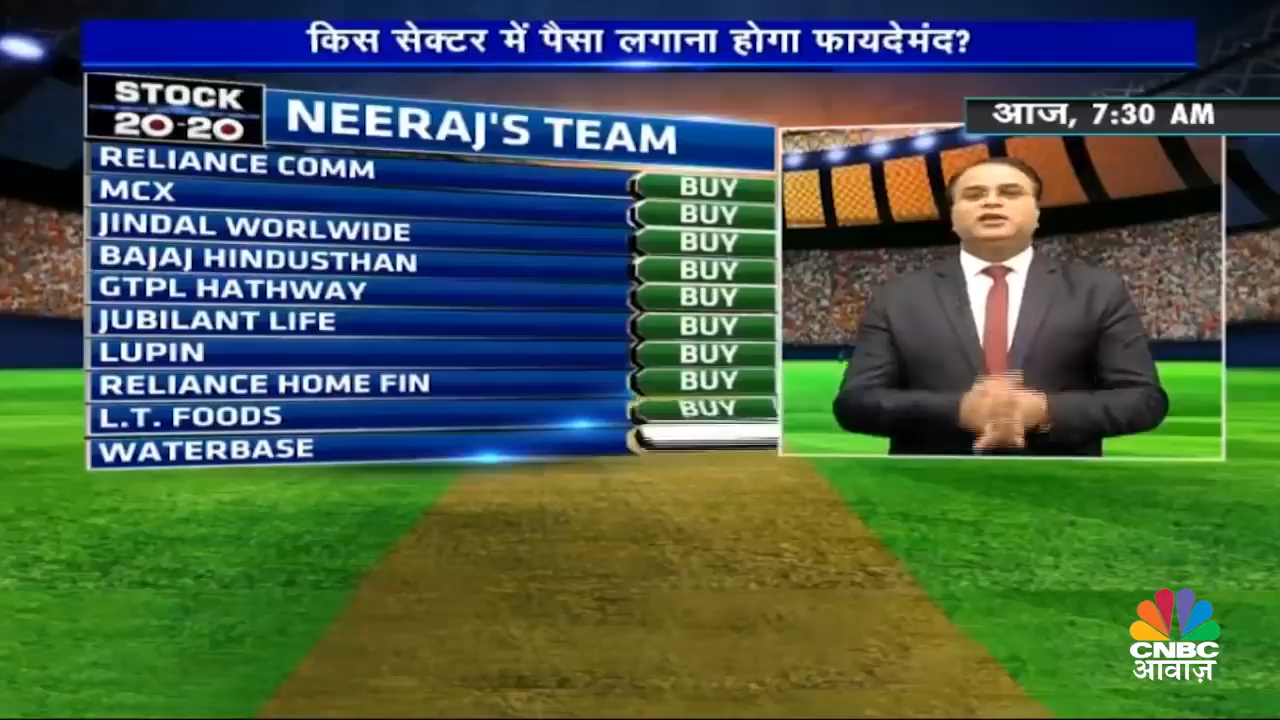 किस सेक्टर में पैसा लगाना होगा फायदेमंद?
आज, 7:30 AM
STOCK
20-20
NEERAJ'S TEAM
RELIANCE COMM BUY
MCX BUY
JINDAL WORLWIDE BUY
BAJAJ HINDUSTHAN BUY
GTPL HATHWAY BUY
JUBILANT LIFE BUY
LUPIN BUY
RELIANCE HOME FIN BUY
L.T. FOODS BUY
WATERBASE
CNBC
आवाज़